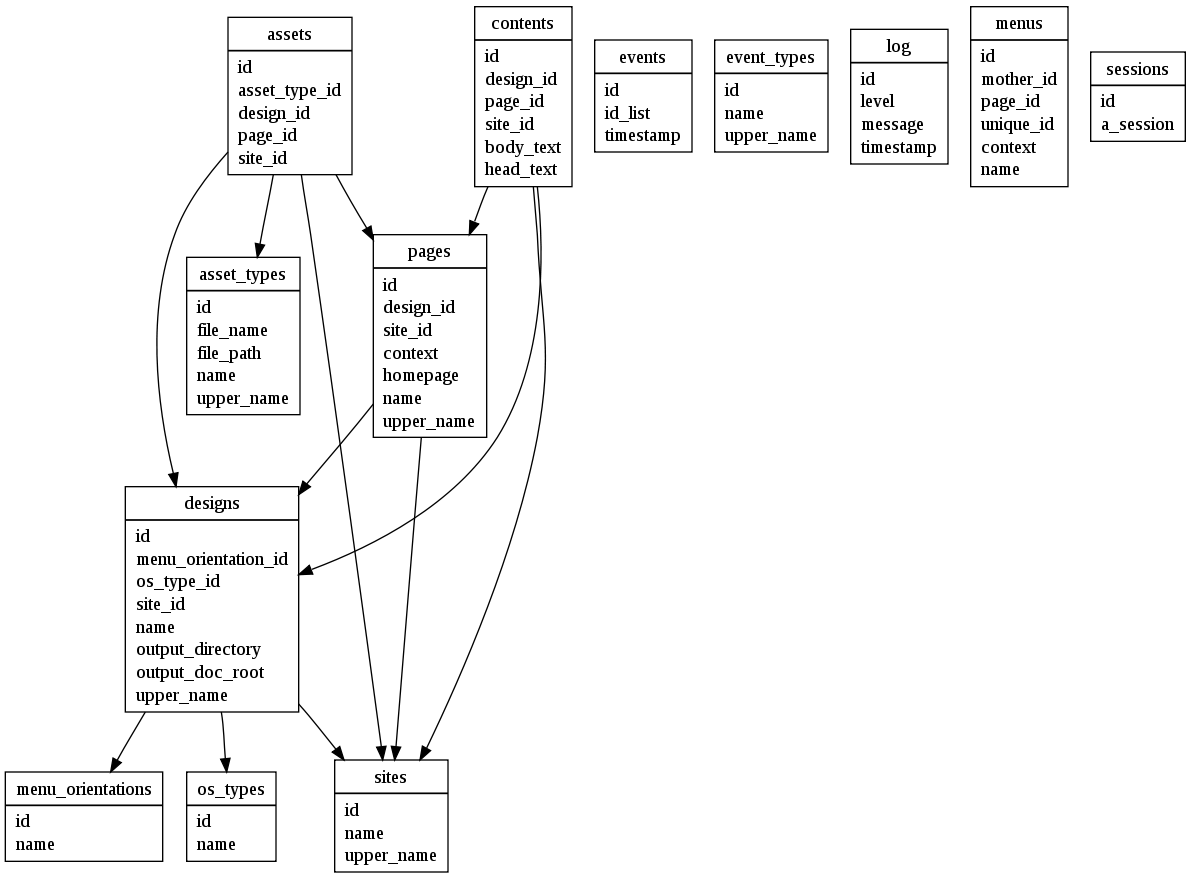 assets
id
asset_type_id
design_id
page_id
site_id
contents
id
design_id
page_id
site_id
body_text
head_text
events
id
id_list
timestamp
event_types
id
name
upper_name
log
id
level
message
timestamp
menus
id
mother_id
page_id
unique_id
context
name
sessions
id
a_session
asset_types
id
file_name
file_path
name
upper_name
pages
id
design_id
site_id
context
homepage
name
upper_name
designs
id
menu_orientation_id
os_type_id
site_id
name
output_directory
output_doc_root
upper_name
menu_orientations
id
name
os_types
id
name
sites
id
name
upper_name